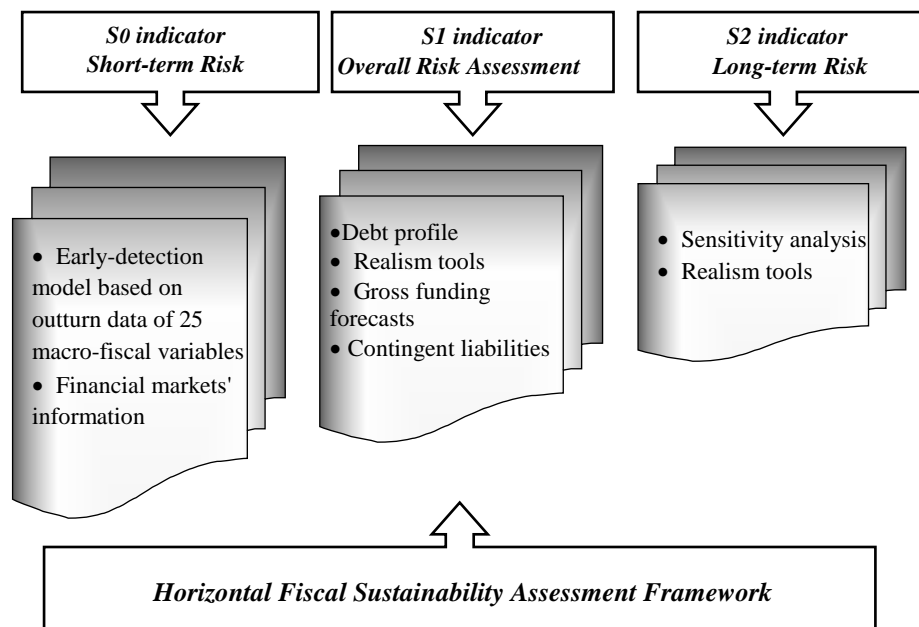 S0 indicator
Short-term Risk
S1 indicator
Overall Risk Assessment
S2 indicator
Long-term Risk
• Early-detection
model based on
outturn data of 25
macro-fiscal variables
• Financial markets'
information
•Debt profile
• Realism tools
• Gross funding
forecasts
• Contingent liabilities
• Sensitivity analysis
• Realism tools
Horizontal Fiscal Sustainability Assessment Framework